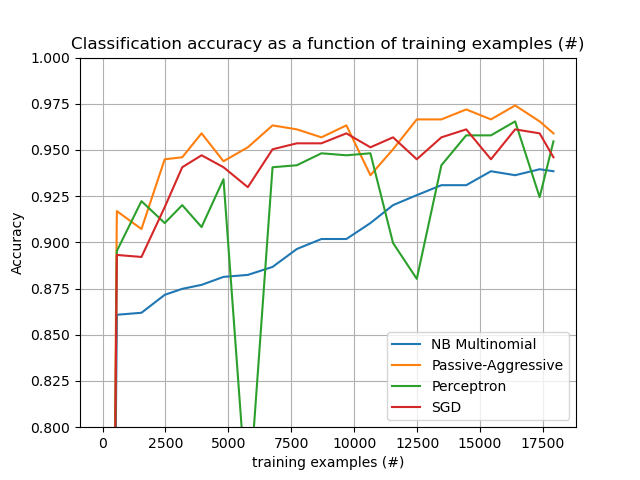 Classification accuracy as a function of training examples (#)
1.000
0.975
0.950
0.925
0.900
0.875
0.850
0.825
0.800
Accuracy
NB Multinomial
Passive-Aggressive
Perceptron
SGD
0 2500 5000 7500 10000 12500 15000 17500
training examples (#)